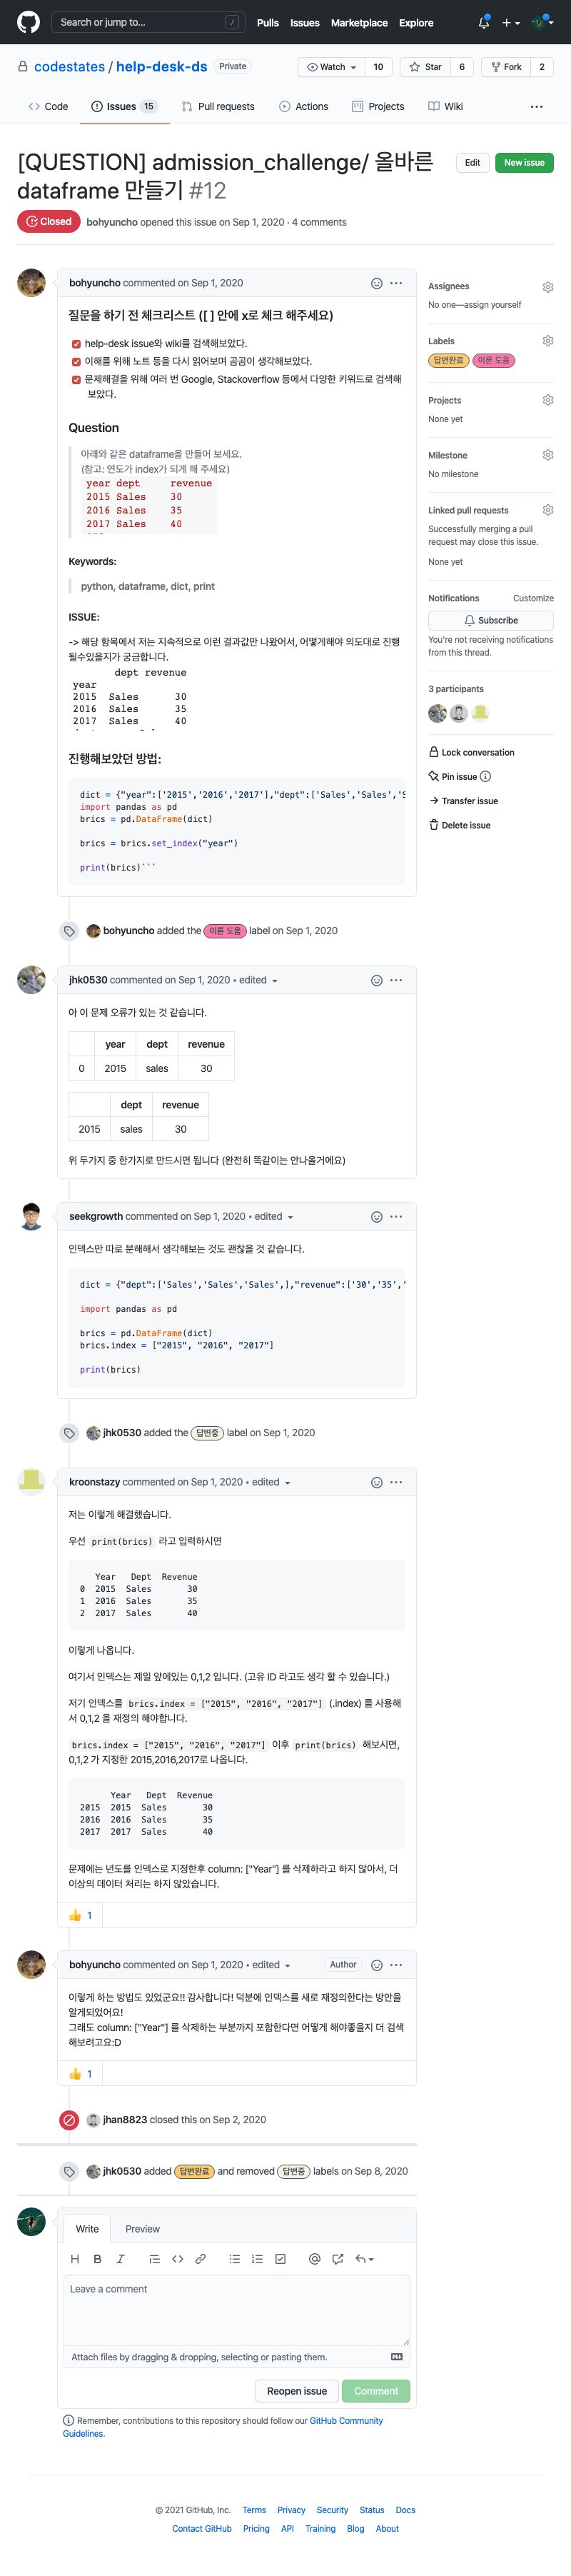 Search or jump to...
/
Pulls Issues Marketplace Explore
codestates / help-desk-ds Private
Watch 10 Star 6 Fork 2
Code Issues 15 Pull requests Actions Projects Wiki ...
[QUESTION] admission_challenge/ 올바른
dataframe 만들기 #12
Edit New issue
Closed bohyuncho opened this issue on Sep 1, 2020 · 4 comments
bohyuncho commented on Sep 1, 2020
질문을 하기 전 체크리스트 ([ ] 안에 x로 체크 해주세요)
help-desk issue와 wiki를 검색해보았다.
이해를 위해 노트 등을 다시 읽어보며 곰곰이 생각해보았다.
문제해결을 위해 여러 번 Google, Stackoverflow 등에서 다양한 키워드로 검색해
보았다.
Question
아래와 같은 dataframe을 만들어 보세요.
(참고: 연도가 index가 되게 해 주세요)
year dept revenue
2015 Sales 30
2016 Sales 35
2017 Sales 40
Keywords:
python, dataframe, dict, print
ISSUE:
-> 해당 항목에서 저는 지속적으로 이런 결과값만 나왔어서, 어떻게해야 의도대로 진행
될수있을지가 궁금합니다.
dept revenue
year
2015 Sales 30
2016 Sales 35
2017 Sales 40
진행해보았던 방법:
dict = {"year":['2015','2016','2017'],"dept":['Sales','Sales','S
import pandas as pd
brics = pd.DataFrame(dict)
brics = brics.set_index("year")
print(brics)```
Assignees
No one—assign yourself
Labels
답변완료 이론 도움
Projects
None yet
Milestone
No milestone
Linked pull requests
Successfully merging a pull
request may close this issue.
None yet
Notifications Customize
Subscribe
You're not receiving notifications
from this thread.
3 participants
Lock conversation
Pin issue
Transfer issue
Delete issue
bohyuncho added the 이론 도움 label on Sep 1, 2020
jhk0530 commented on Sep 1, 2020 • edited
아 이 문제 오류가 있는 것 같습니다.
year dept revenue
0 2015 sales 30
dept revenue
2015 sales 30
위 두가지 중 한가지로 만드시면 됩니다 (완전히 똑같이는 안나올거에요)
seekgrowth commented on Sep 1, 2020 • edited
인덱스만 따로 분해해서 생각해보는 것도 괜찮을 것 같습니다.
dict = {"dept":['Sales','Sales','Sales',],"revenue":['30','35','
import pandas as pd
brics = pd.DataFrame(dict)
brics.index = ["2015", "2016", "2017"]
print(brics)
jhk0530 added the 답변중 label on Sep 1, 2020
kroonstazy commented on Sep 1, 2020 • edited
저는 이렇게 해결했습니다.
우선 print(brics) 라고 입력하시면
Year Dept Revenue
0 2015 Sales 30
1 2016 Sales 35
2 2017 Sales 40
이렇게 나옵니다.
여기서 인덱스는 제일 앞에있는 0,1,2 입니다. (고유 ID 라고도 생각 할 수 있습니다.)
저기 인덱스를 brics.index = ["2015", "2016", "2017"] (.index) 를 사용해
서 0,1,2 을 재정의 해야합니다.
brics.index = ["2015", "2016", "2017"] 이후 print(brics) 해보시면,
0,1,2 가 지정한 2015,2016,2017로 나옵니다.
Year Dept Revenue
2015 2015 Sales 30
2016 2016 Sales 35
2017 2017 Sales 40
문제에는 년도를 인덱스로 지정한후 column: ["Year"] 를 삭제하라고 하지 않아서, 더
이상의 데이터 처리는 하지 않았습니다.
👍 1
bohyuncho commented on Sep 1, 2020 • edited Author
이렇게 하는 방법도 있었군요!! 감사합니다! 덕분에 인덱스를 새로 재정의한다는 방안을
알게되었어요!
그래도 column: ["Year"] 를 삭제하는 부분까지 포함한다면 어떻게 해야좋을지 더 검색
해보려고요:D
👍 1
jhan8823 closed this on Sep 2, 2020
jhk0530 added 답변완료 and removed 답변중 labels on Sep 8, 2020
Write Preview
Leave a comment
Attach files by dragging & dropping, selecting or pasting them.
Reopen issue Comment
Remember, contributions to this repository should follow our GitHub Community
Guidelines.
© 2021 GitHub, Inc. Terms Privacy Security Status Docs
Contact GitHub Pricing API Training Blog About